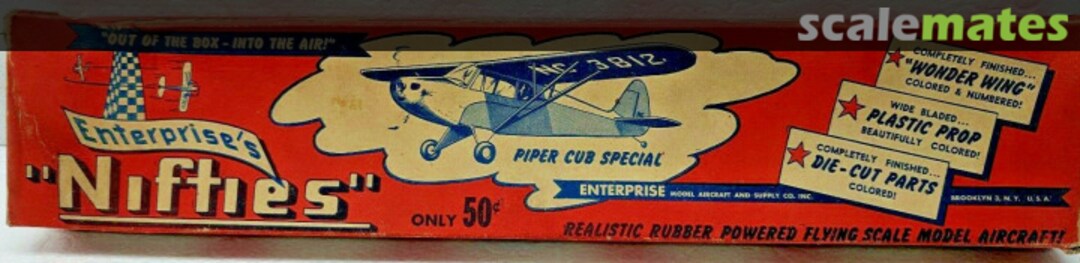 scalemates
"OUT OF THE BOX - INTO THE AIR!"
Enterprise's
"Nifties"
ONLY 50¢
NC 3812
PIPER CUB SPECIAL
ENTERPRISE MODEL AIRCRAFT AND SUPPLY CO. INC.
BROOKLYN 3, N.Y. U.S.A.
REALISTIC RUBBER POWERED FLYING SCALE MODEL AIRCRAFT!
COMPLETELY FINISHED...
"WONDER WING"
COLORED & NUMBERED!
WIDE BLADED...
PLASTIC PROP
BEAUTIFULLY COLORED!
COMPLETELY FINISHED...
DIE-CUT PARTS
COLORED!